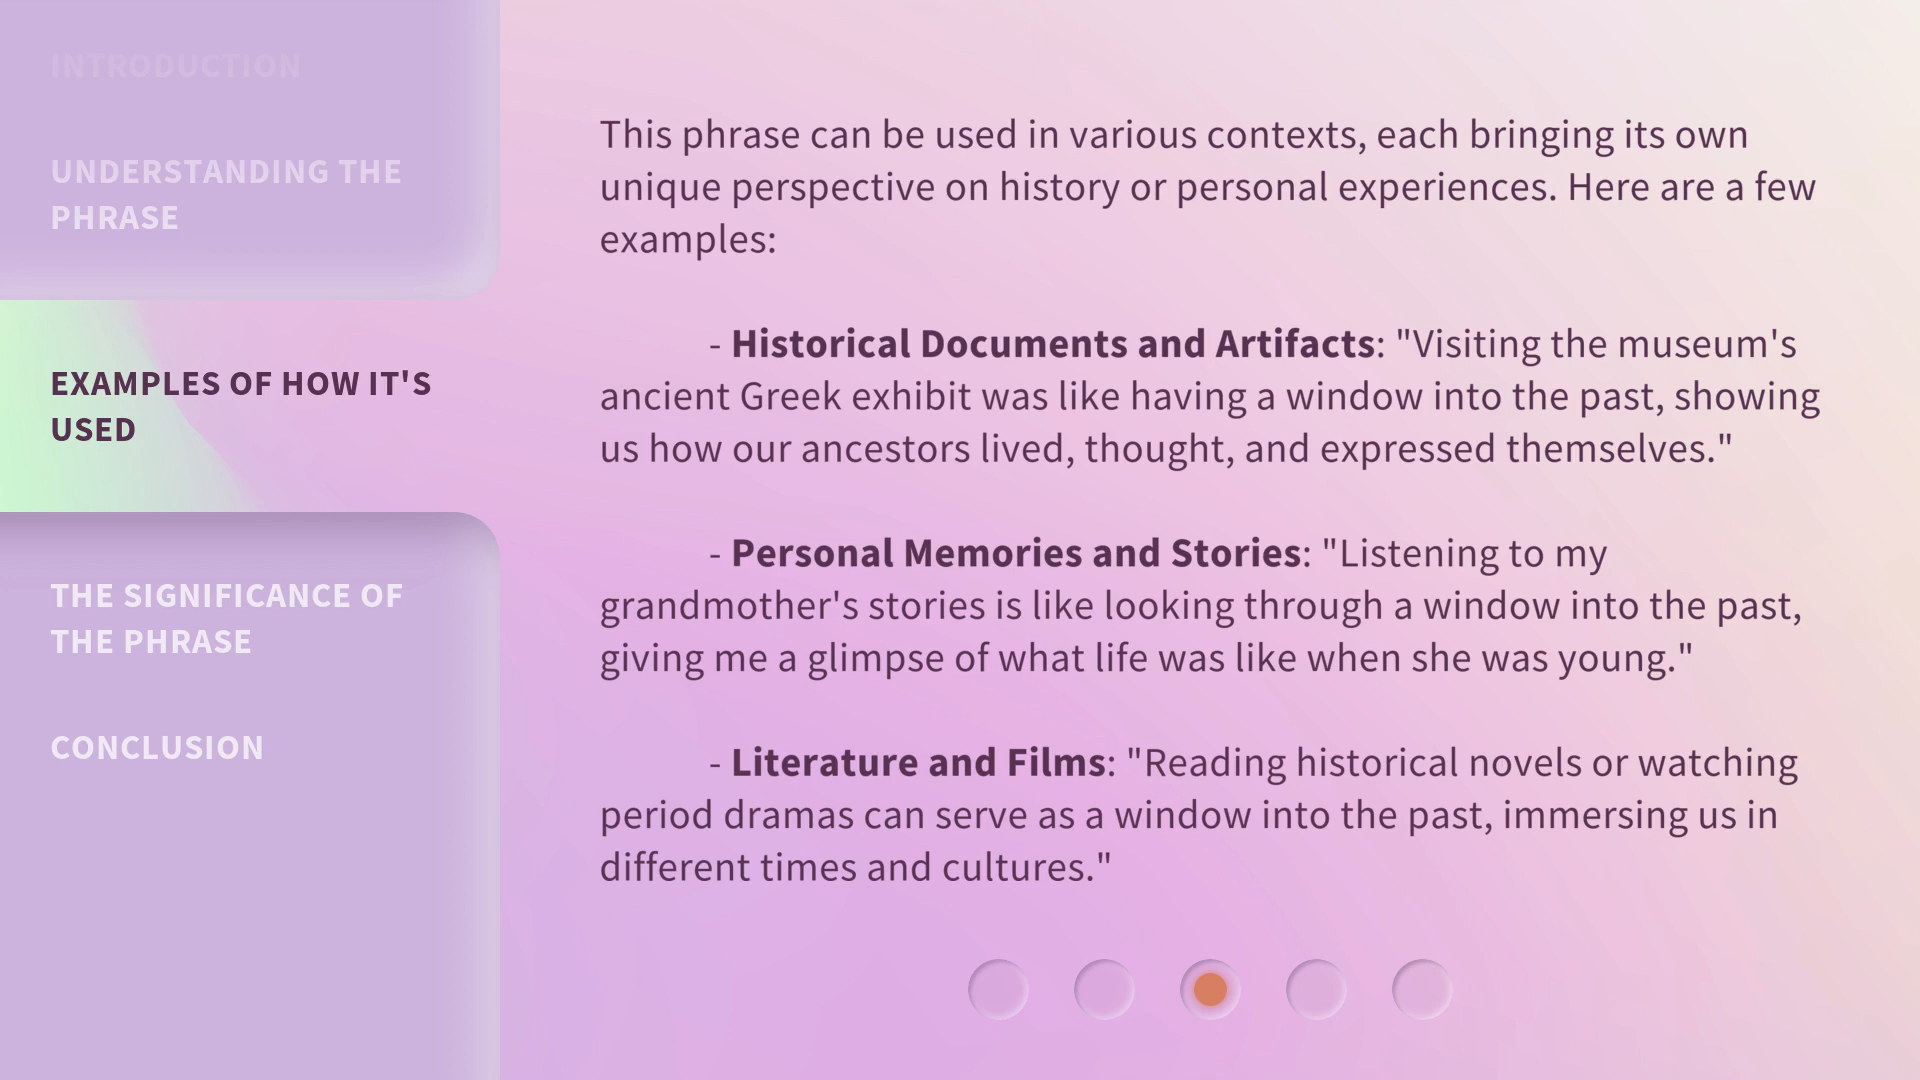 INTRODUCTION
UNDERSTANDING THE
PHRASE
EXAMPLES OF HOW IT'S
USED
THE SIGNIFICANCE OF
THE PHRASE
CONCLUSION
This phrase can be used in various contexts, each bringing its own
unique perspective on history or personal experiences. Here are a few
examples:
- Historical Documents and Artifacts: "Visiting the museum's
ancient Greek exhibit was like having a window into the past, showing
us how our ancestors lived, thought, and expressed themselves."
- Personal Memories and Stories: "Listening to my
grandmother's stories is like looking through a window into the past,
giving me a glimpse of what life was like when she was young."
- Literature and Films: "Reading historical novels or watching
period dramas can serve as a window into the past, immersing us in
different times and cultures."